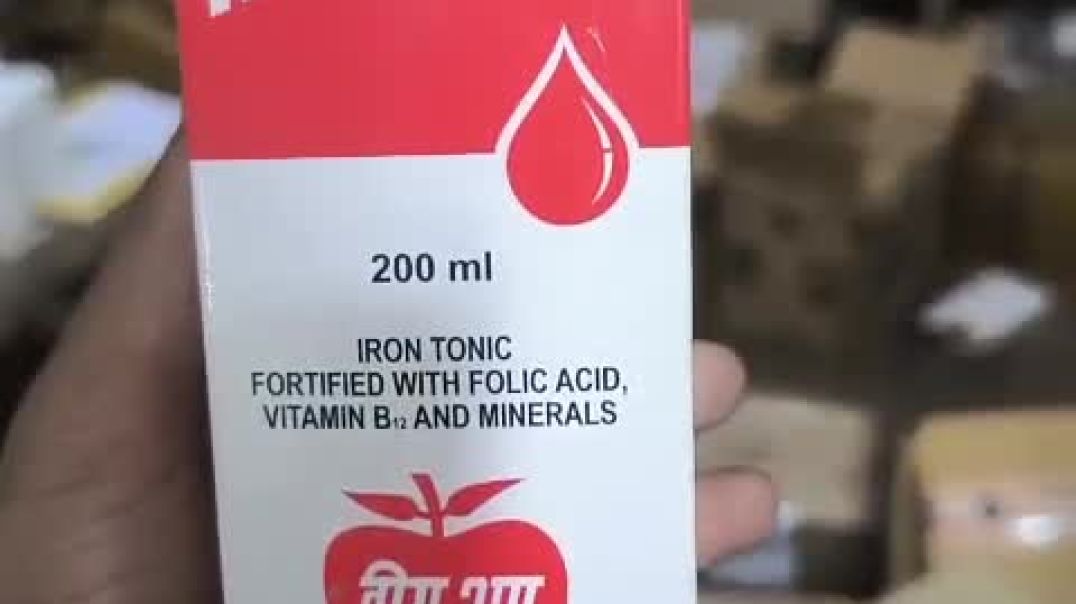 200 ml
IRON TONIC
FORTIFIED WITH FOLIC ACID,
VITAMIN B₁₂ AND MINERALS